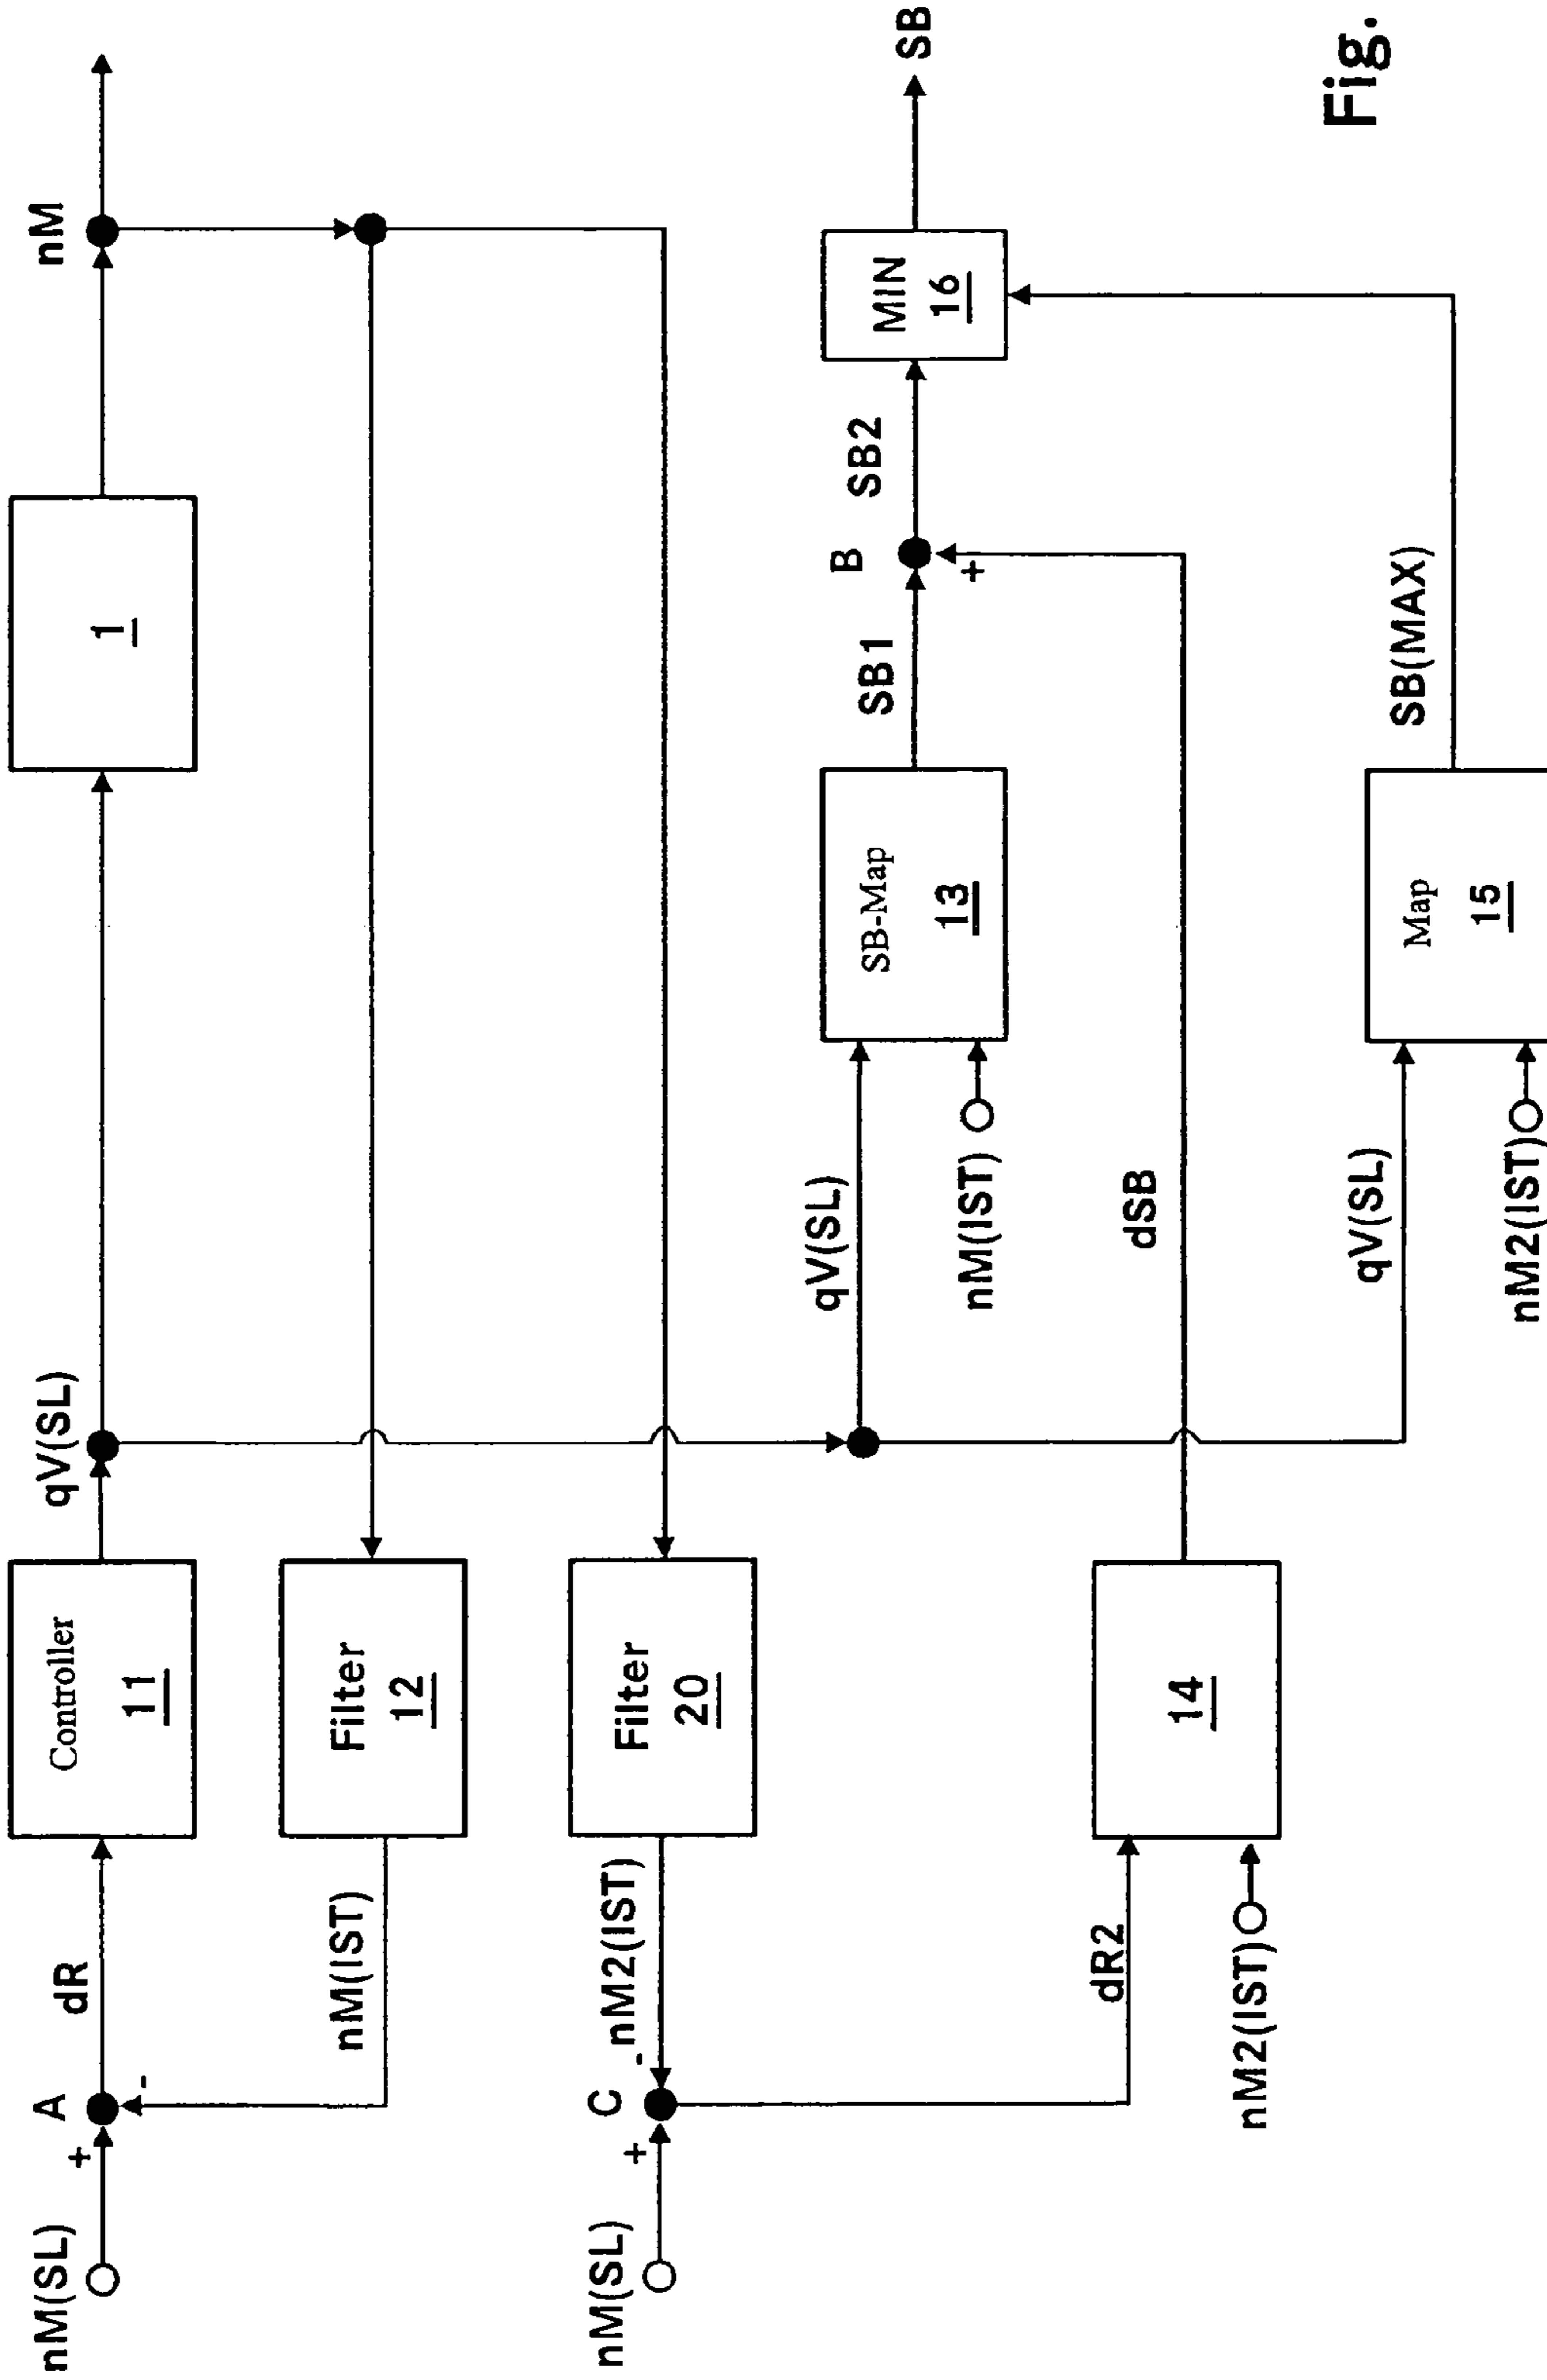 nM(SL)
+
A
-
dR
Controller
11
qV(SL)
1
nM
nM(IST)
Filter
12
nM(SL)
+
C
-
nM2(IST)
Filter
20
qV(SL)
nM(IST)
SB-Map
13
SB1
B
+
SB2
MIN
16
SB
dR2
nM2(IST)
14
dSB
qV(SL)
nM2(IST)
Map
15
SB(MAX)
Fig.